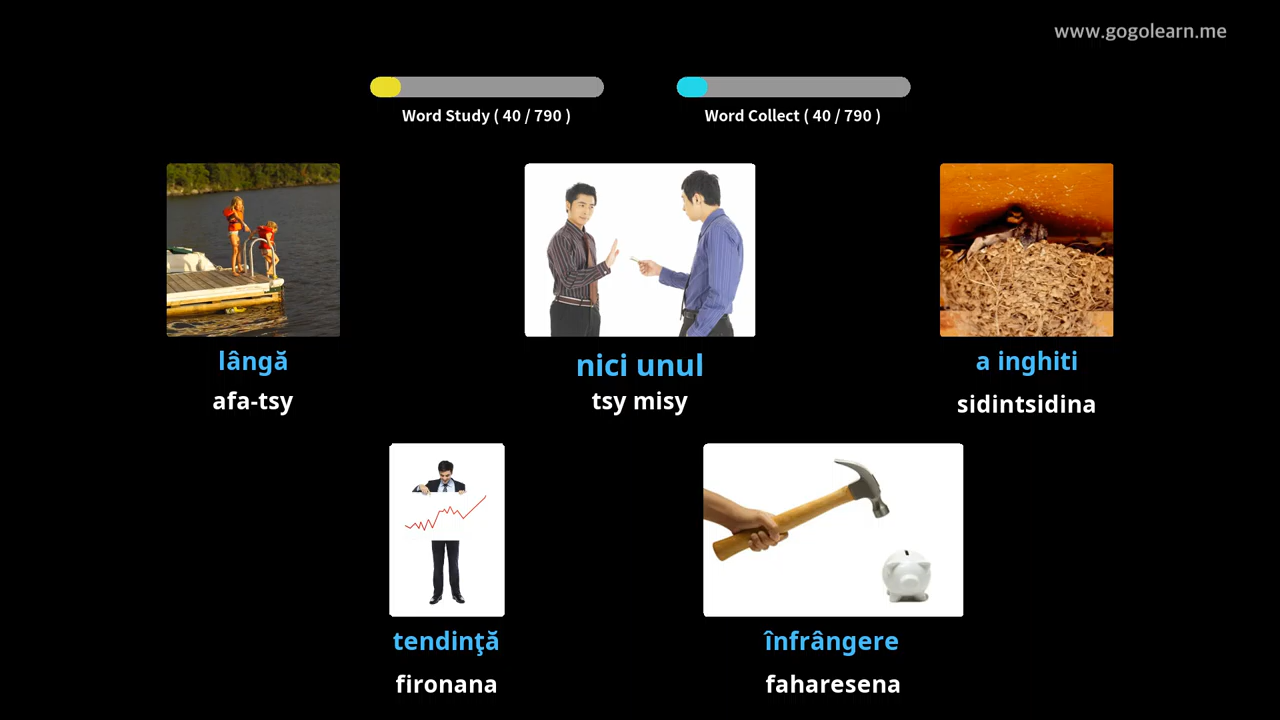 www.gogolearn.me
Word Study ( 40 / 790 )
Word Collect ( 40 / 790 )
lângă
afa-tsy
nici unul
tsy misy
a inghiti
sidintsidina
tendinţă
fironana
înfrângere
faharesena